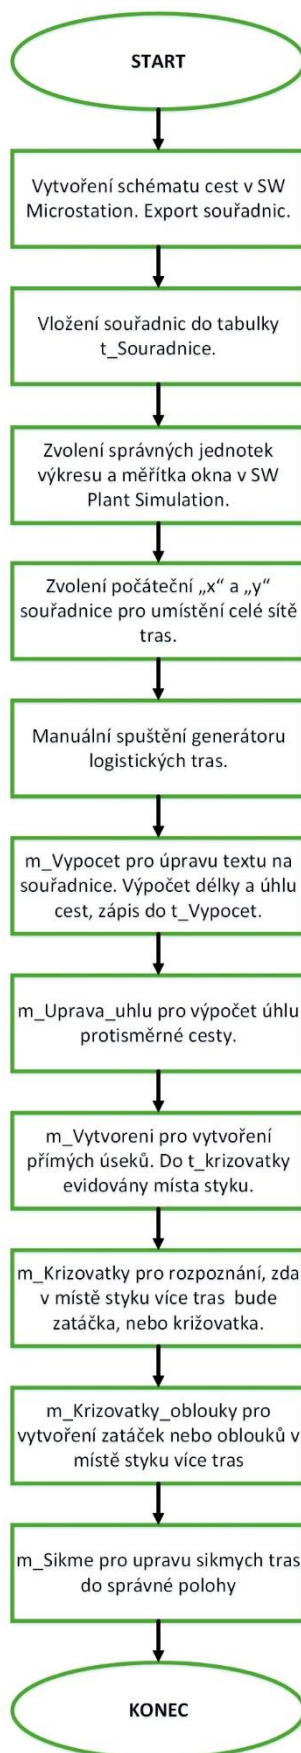 START
Vytvoření schématu cest v SW
Microstation. Export souřadnic.
Vložení souřadnic do tabulky
t_Souradnice.
Zvolení správných jednotek
výkresu a měřítka okna v SW
Plant Simulation.
Zvolení počáteční „x“ a „y“
souřadnice pro umístění celé sítě
tras.
Manuální spuštění generátoru
logistických tras.
m_Vypocet pro úpravu textu na
souřadnice. Výpočet délky a úhlu
cest, zápis do t_Vypocet.
m_Uprava_uhlu pro výpočet úhlu
protisměrné cesty.
m_Vytvoreni pro vytvoření
přímých úseků. Do t_krizovatky
evidovány místa styku.
m_Krizovatky pro rozpoznání, zda
v místě styku více tras bude
zatáčka, nebo križovatka.
m_Krizovatky_oblouky pro
vytvoření zatáček nebo oblouků v
místě styku více tras
m_Sikme pro upravu sikmych tras
do správné polohy
KONEC